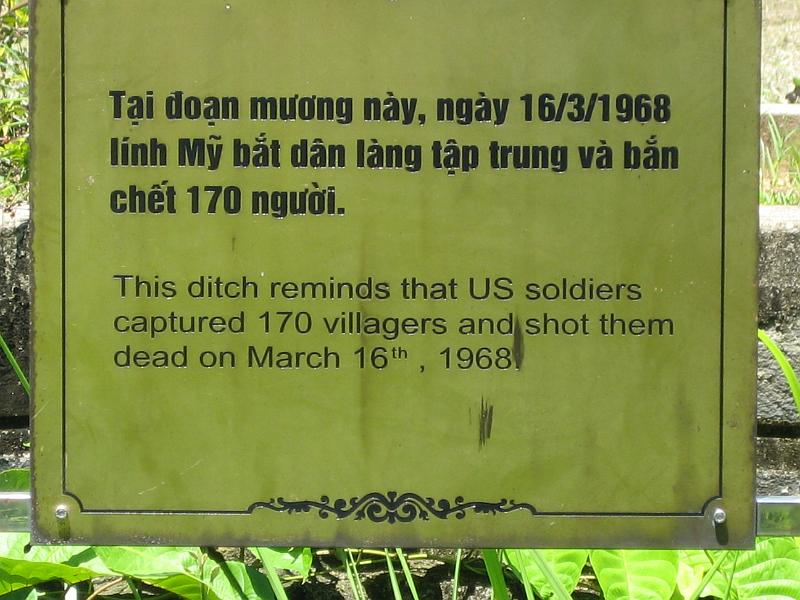 Tại đoạn mương này, ngày 16/3/1968
lính Mỹ bắt dân làng tập trung và bắn
chết 170 người.
This ditch reminds that US soldiers
captured 170 villagers and shot them
dead on March 16th , 1968.